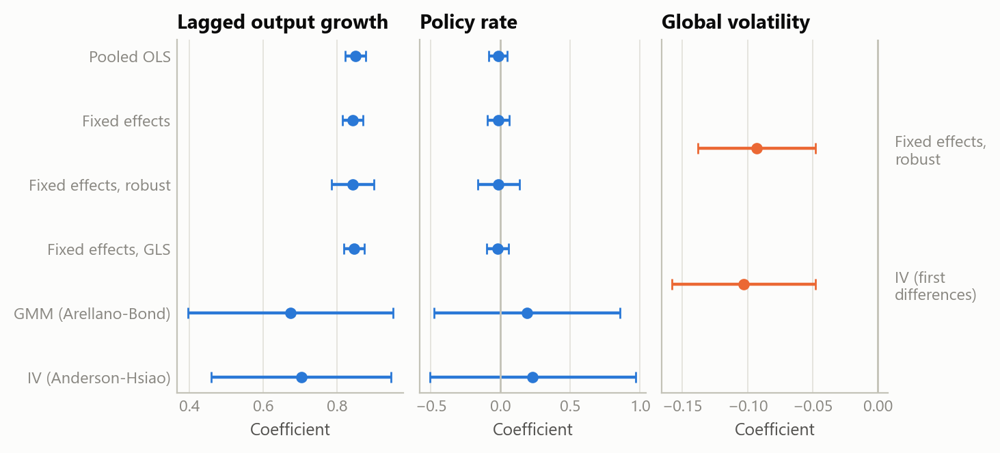 Lagged output growth
Policy rate
Global volatility
Pooled OLS
Fixed effects
Fixed effects, robust
Fixed effects, GLS
GMM (Arellano-Bond)
IV (Anderson-Hsiao)
Fixed effects,
robust
IV (first
differences)
0.4 0.6 0.8
−0.5 0.0 0.5 1.0
−0.15 −0.10 −0.05 0.00
Coefficient
Coefficient
Coefficient